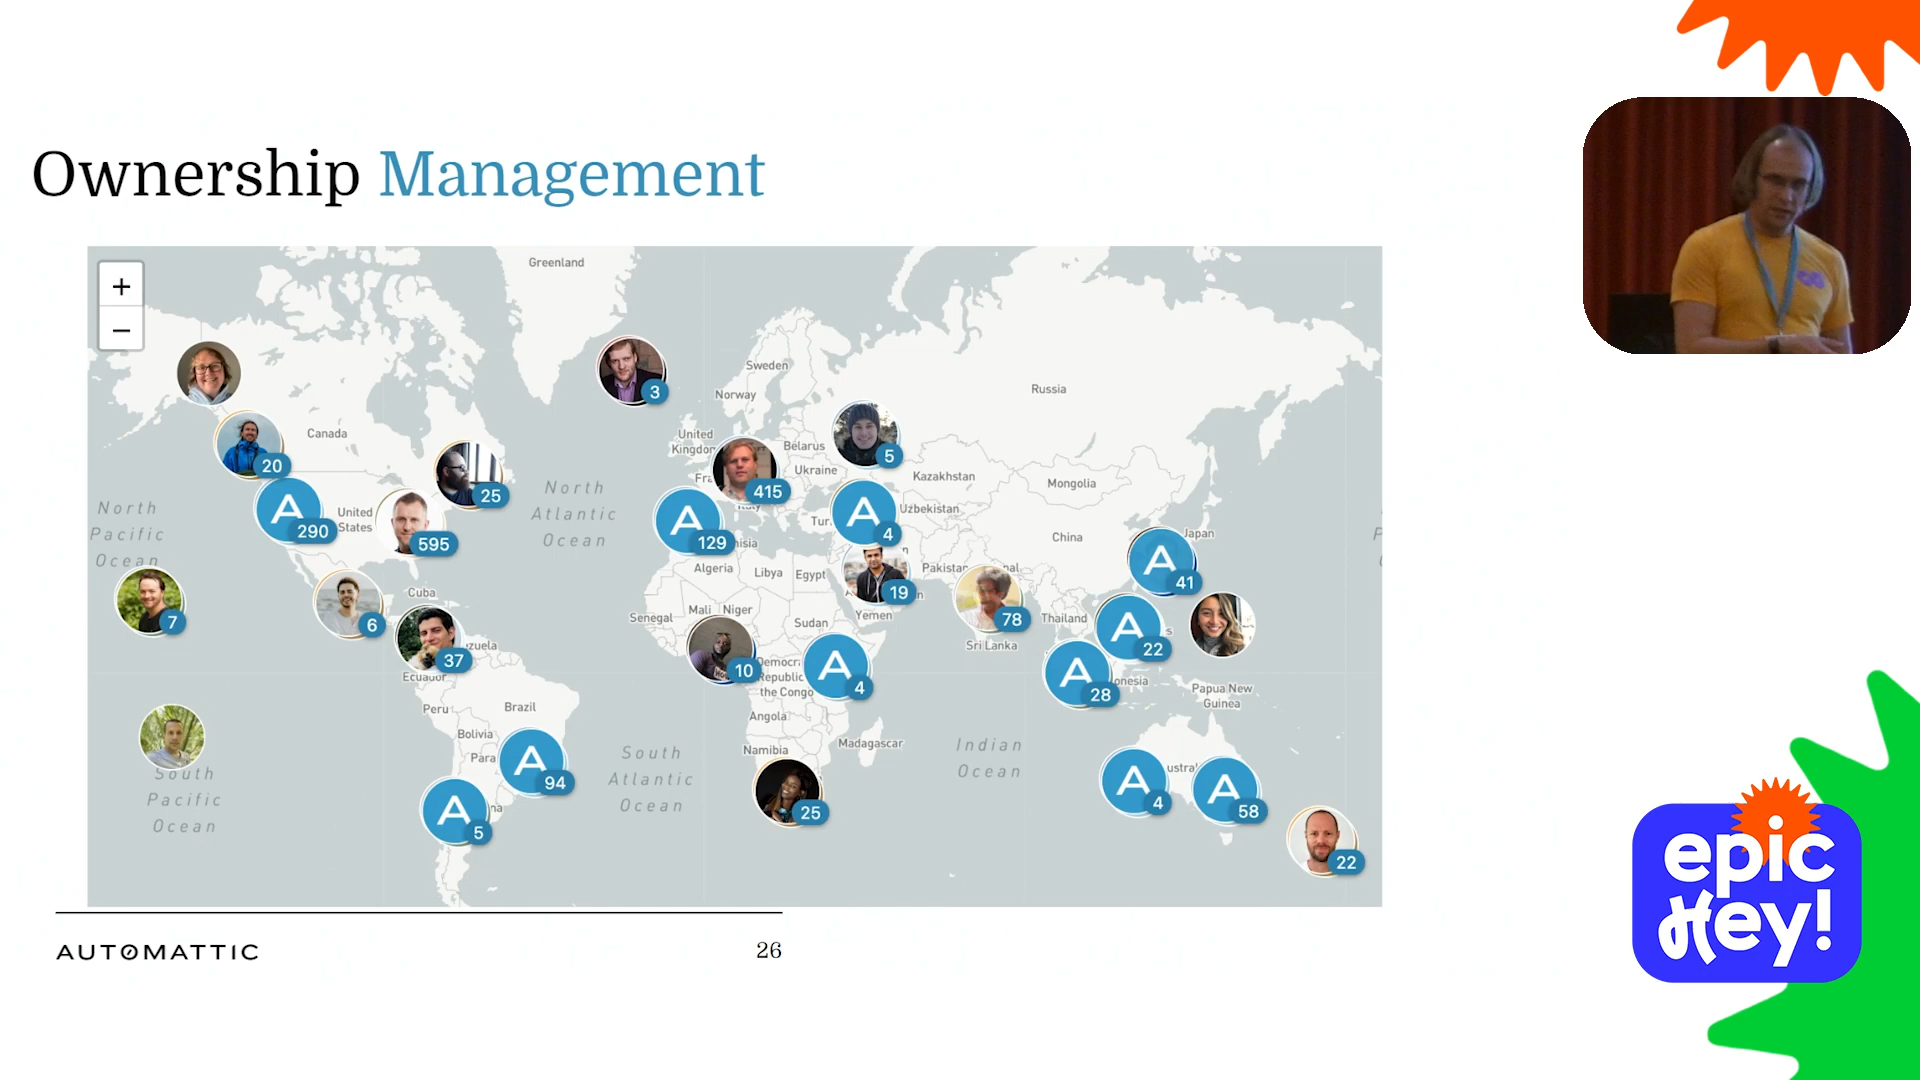 Ownership Management
+
−
Greenland
Sweden
Norway
Russia
Canada
United
Kingdom
Belarus
Ukraine
Kazakhstan
Mongolia
North
Pacific
Ocean
United
States
North
Atlantic
Ocean
Uzbekistan
China
Japan
Algeria
Libya
Egypt
Cuba
Mali
Niger
Senegal
Sudan
Yemen
Thailand
Sri Lanka
Ecuador
Republic
the Congo
Peru
Brazil
Papua New
Guinea
Angola
Bolivia
Namibia
Madagascar
South
Atlantic
Ocean
Indian
Ocean
South
Pacific
Ocean
3
20
25
5
290
595
415
129
4
41
7
6
37
19
78
22
10
4
28
94
5
25
4
58
22
AUTOMATTIC
26
epic
Hey!